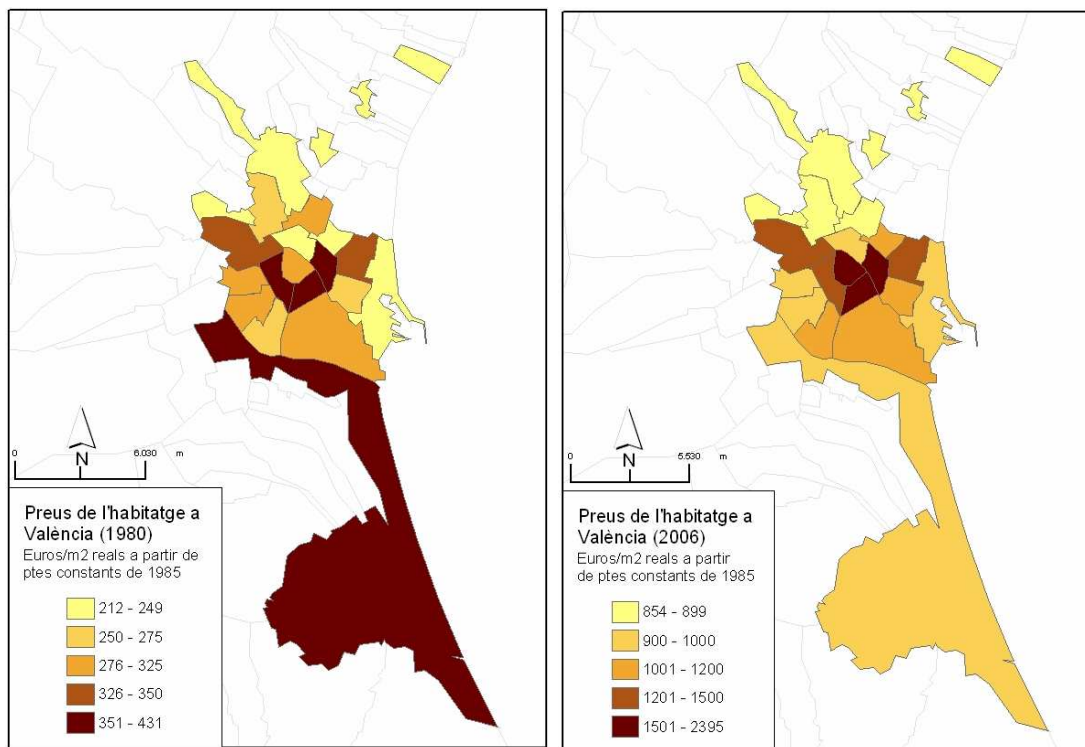 N
0
6.030
m
Preus de l'habitatge a
València (1980)
Euros/m2 reals a partir de
ptes constants de 1985
212 - 249
250 - 275
276 - 325
326 - 350
351 - 431
N
0
5.530
m
Preus de l'habitatge a
València (2006)
Euros/m2 reals a partir
de ptes constants de 1985
854 - 899
900 - 1000
1001 - 1200
1201 - 1500
1501 - 2395